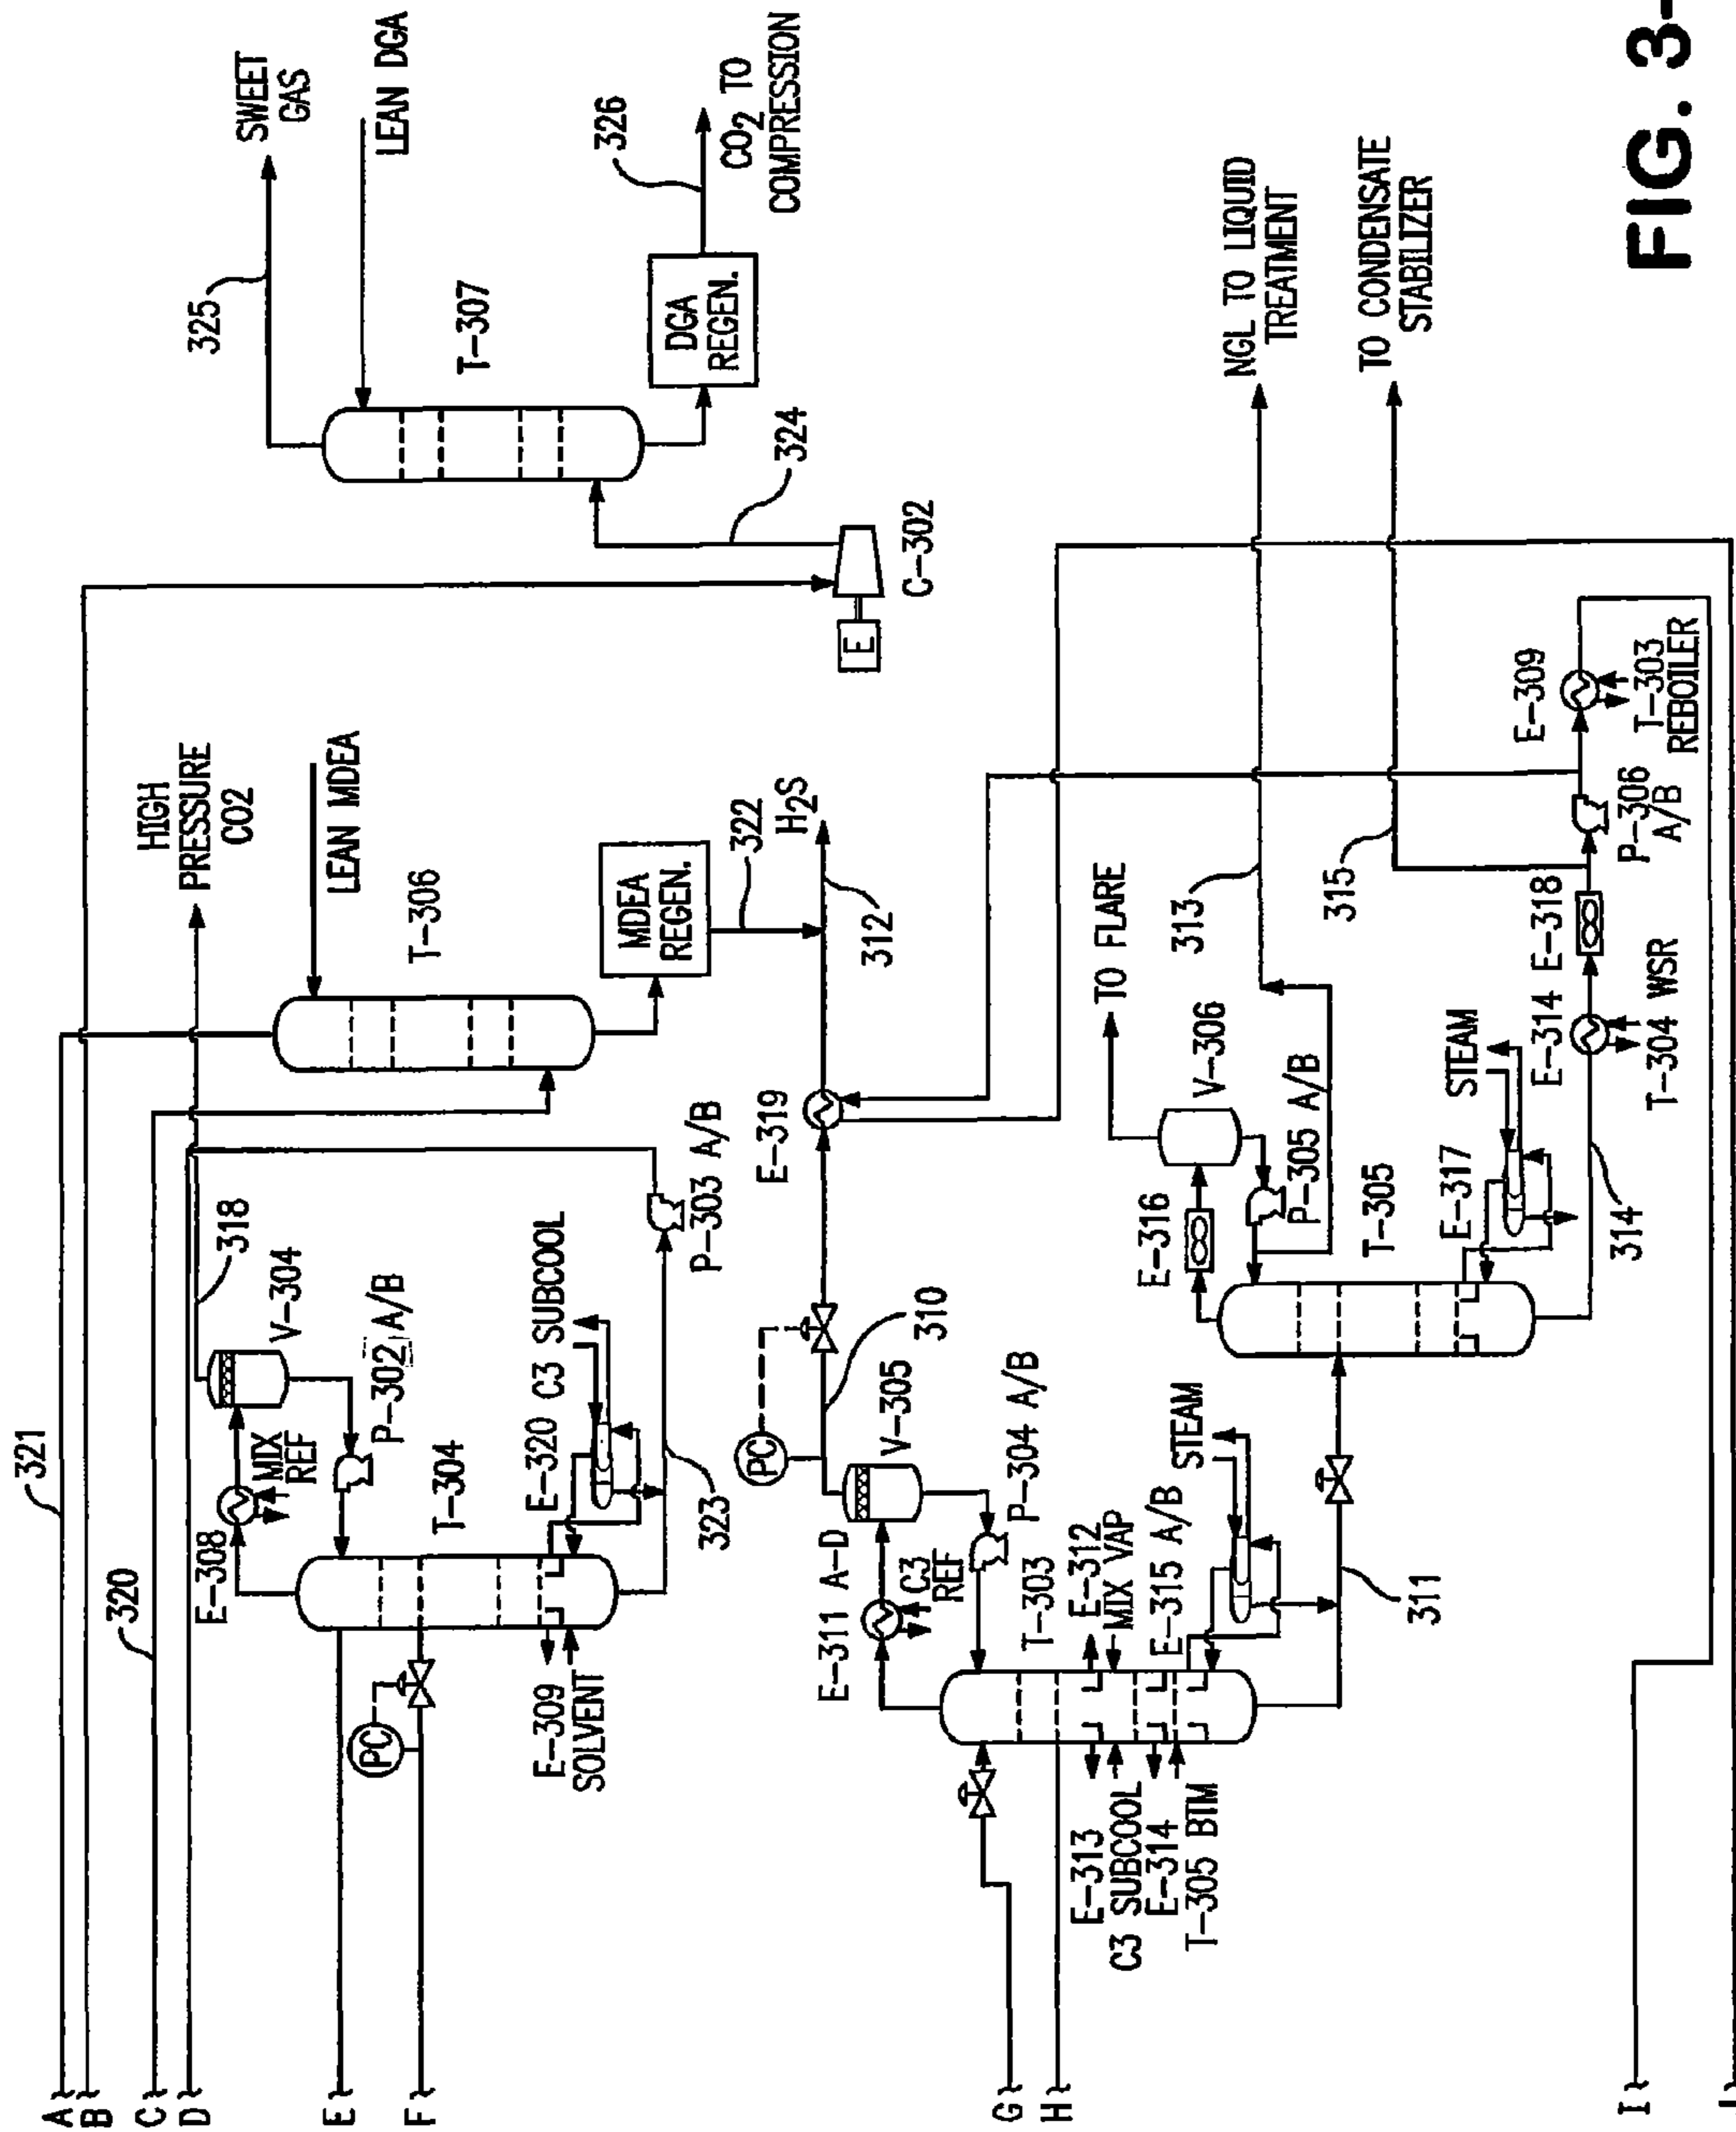 A
B
C
D
E
F
G
H
I
321
320
318
HIGH
PRESSURE
CO2
LEAN MDEA
T-306
MDEA
REGEN.
322
H2S
312
SWEET
GAS
325
LEAN DGA
T-307
DGA
REGEN.
326
CO2 TO
COMPRESSION
324
C-302
E
E-308
MIX
REF
V-304
P-302 A/B
T-304
E-320 C3 SUBCOOL
P-303 A/B
323
PC
E-309
SOLVENT
E-319
PC
310
V-305
E-311 A-D
C3
REF
P-304 A/B
T-303
E-312
MIX VAP
E-315 A/B
STEAM
E-313
C3 SUBCOOL
E-314
T-305 BTM
311
TO FLARE
V-306
E-316
P-305 A/B
T-305
E-317
STEAM
313
NGL TO LIQUID
TREATMENT
315
TO CONDENSATE
STABILIZER
314
E-314
T-304 WSR
E-318
P-306
A/B
E-309
T-303
REBOILER
FIG. 3-